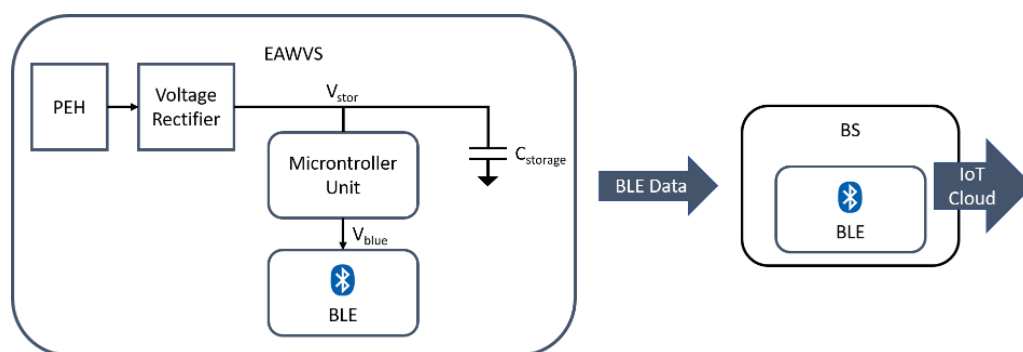 EAWVS
PEH
Voltage
Rectifier
Vstor
Microntroller
Unit
Cstorage
Vblue
BLE
BLE Data
BS
BLE
IoT
Cloud